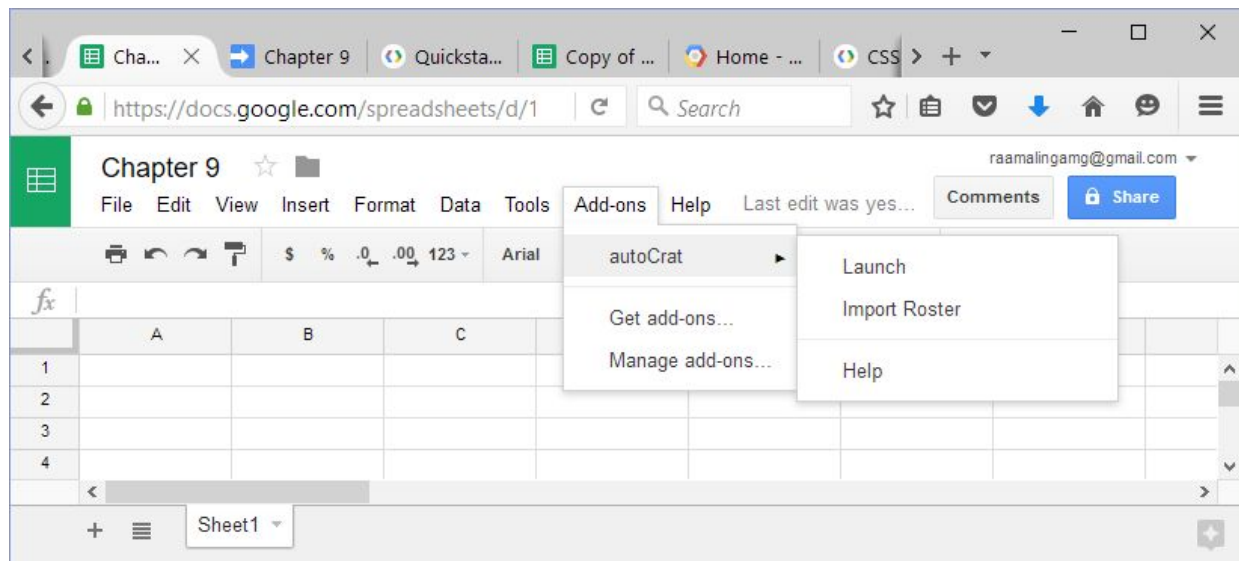 Cha... Chapter 9 Quicksta... Copy of ... Home - ... CSS
https://docs.google.com/spreadsheets/d/1 Search
Chapter 9 raamalingamg@gmail.com
File Edit View Insert Format Data Tools Add-ons Help Last edit was yes... Comments Share
$ % .0 .00 123 Arial
autoCrat
Get add-ons...
Manage add-ons...
Launch
Import Roster
Help
fx
A B C
1
2
3
4
Sheet1